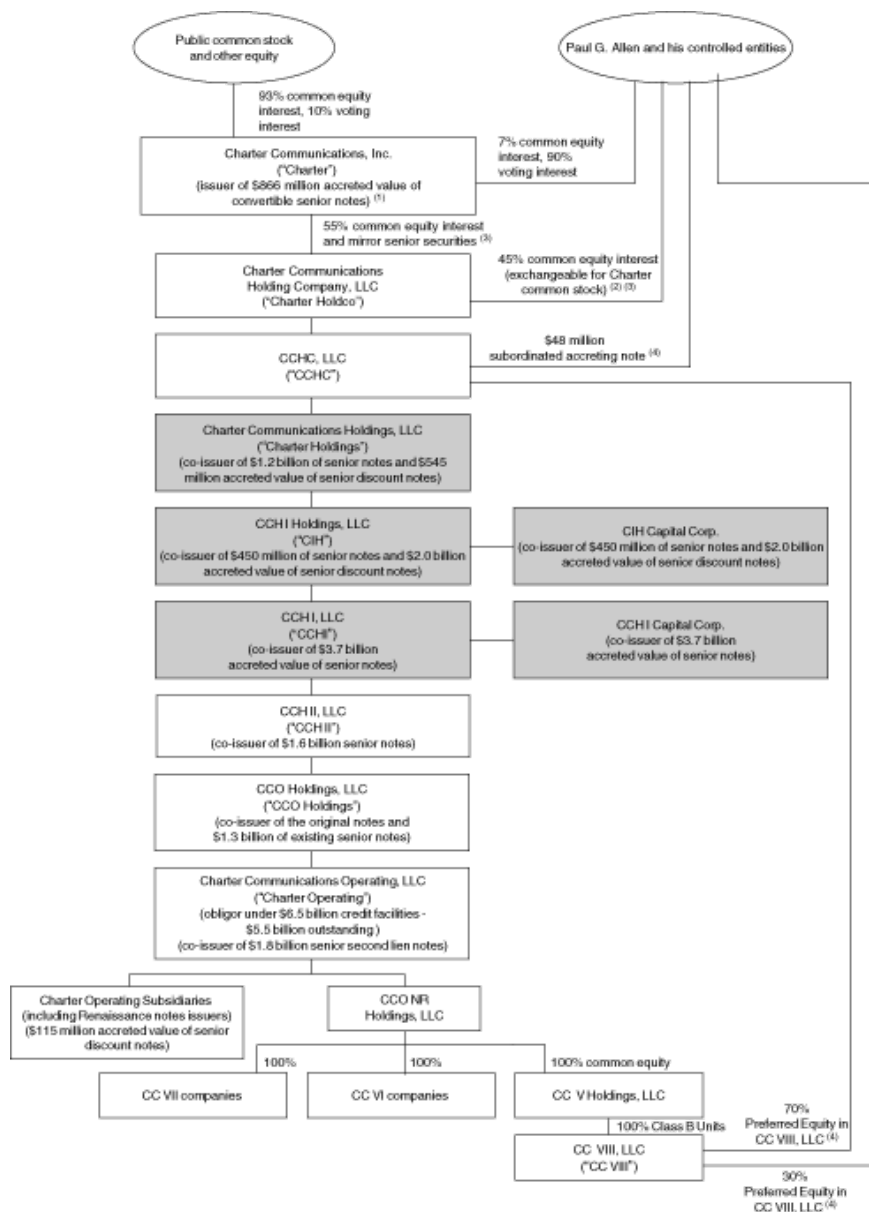 Public common stock
and other equity
Paul G. Allen and his controlled entities
93% common equity
interest, 10% voting
interest
7% common equity
interest, 90%
voting interest
Charter Communications, Inc.
("Charter")
(issuer of $866 million accreted value of
convertible senior notes) (1)
55% common equity interest
and mirror senior securities (3)
45% common equity interest
(exchangeable for Charter
common stock) (2) (3)
Charter Communications
Holding Company, LLC
("Charter Holdco")
$48 million
subordinated accreting note (4)
CCHC, LLC
("CCHC")
Charter Communications Holdings, LLC
("Charter Holdings")
(co-issuer of $1.2 billion of senior notes and $545
million accreted value of senior discount notes)
CCH I Holdings, LLC
("CIH")
(co-issuer of $450 million of senior notes and $2.0 billion
accreted value of senior discount notes)
CIH Capital Corp.
(co-issuer of $450 million of senior notes and $2.0 billion
accreted value of senior discount notes)
CCH I, LLC
("CCHI")
(co-issuer of $3.7 billion
accreted value of senior notes)
CCH I Capital Corp.
(co-issuer of $3.7 billion
accreted value of senior notes)
CCH II, LLC
("CCH II")
(co-issuer of $1.6 billion senior notes)
CCO Holdings, LLC
("CCO Holdings")
(co-issuer of the original notes and
$1.3 billion of existing senior notes)
Charter Communications Operating, LLC
("Charter Operating")
(obligor under $6.5 billion credit facilities -
$5.5 billion outstanding)
(co-issuer of $1.8 billion senior second lien notes)
Charter Operating Subsidiaries
(including Renaissance notes issuers)
($115 million accreted value of senior
discount notes)
CCO NR
Holdings, LLC
100%
100%
100% common equity
CC VII companies
CC VI companies
CC V Holdings, LLC
100% Class B Units
70%
Preferred Equity in
CC VIII, LLC (4)
CC VIII, LLC
("CC VIII")
30%
Preferred Equity in
CC VIII, LLC (4)